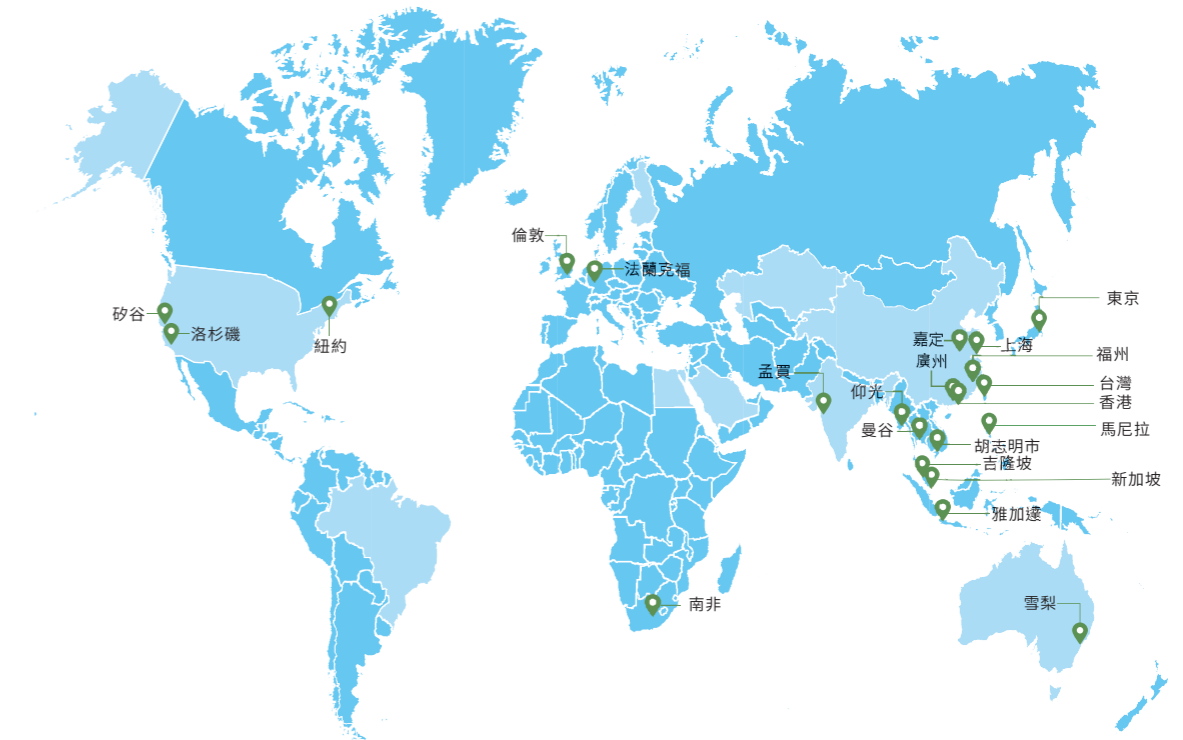 倫敦
法蘭克福
矽谷
洛杉磯
紐約
東京
嘉定
上海
廣州
福州
孟買
仰光
台灣
香港
曼谷
馬尼拉
胡志明市
吉隆坡
新加坡
雅加達
南非
雪梨